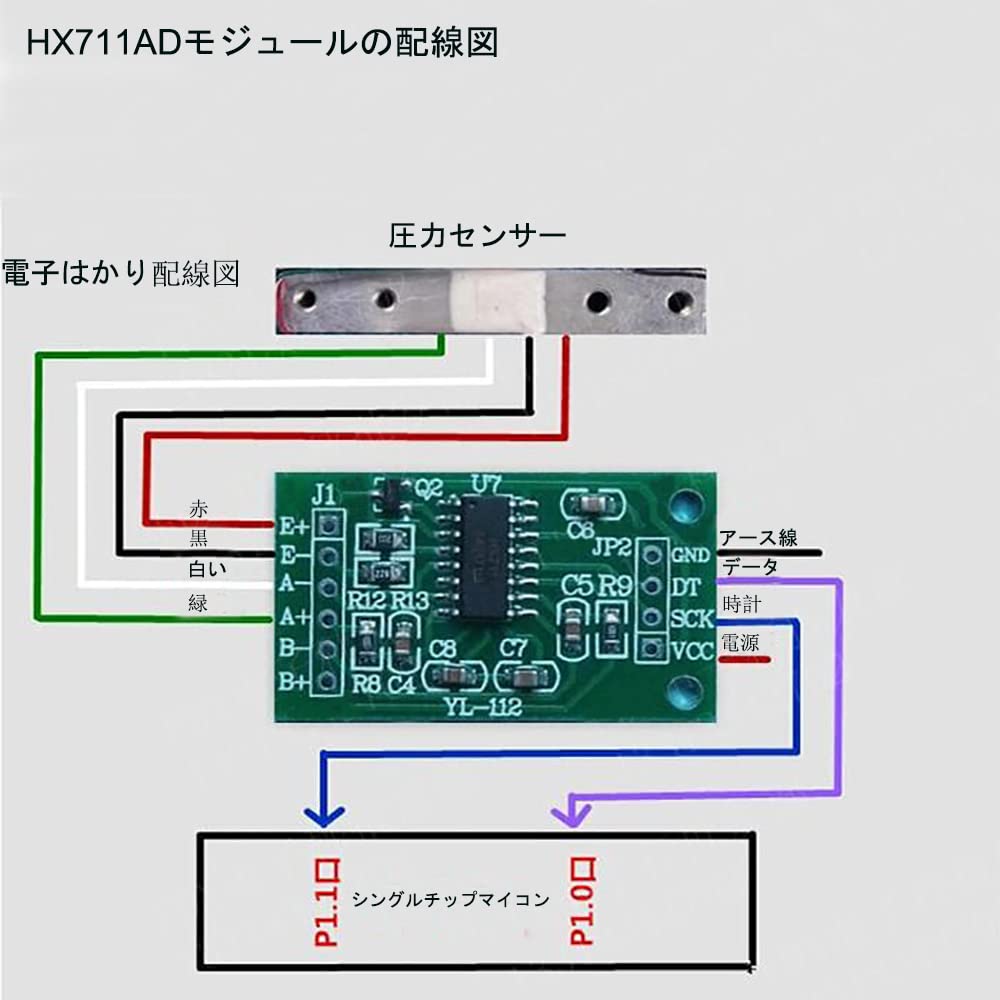 HX711ADモジュールの配線図
圧力センサー
電子はかり配線図
赤
黒
白い
緑
J1
Q2
U7
E+
E-
A-
A+
B-
B+
R12 R13
R8 C4
C8
C7
YL-112
C6
JP2
C5 R9
GND
DT
SCK
VCC
アース線
データ
時計
電源
P1.1口
シングルチップマイコン
P1.0口